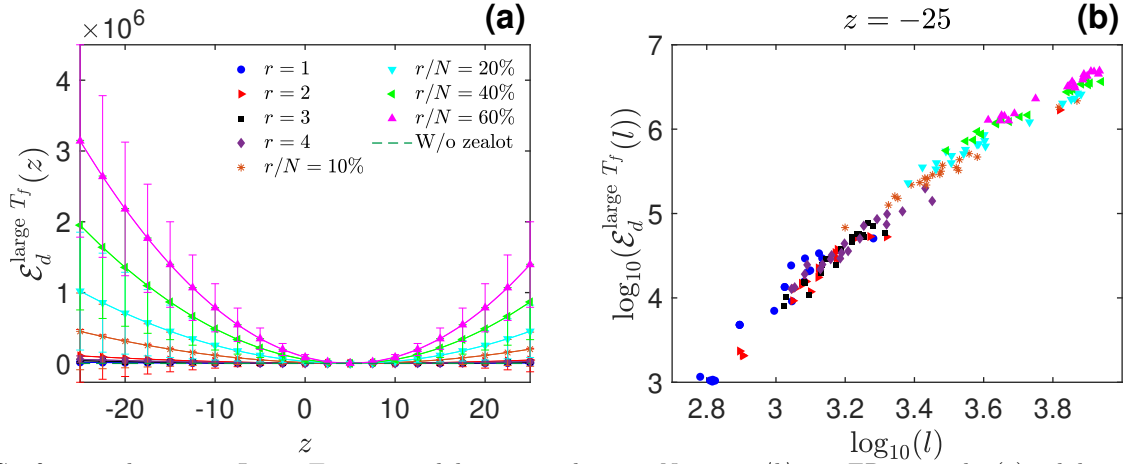 ×10⁶
(a)
4
3
2
1
0
-20
-10
0
10
20
z
ℰ_d^{large T_f}(z)
r = 1
r = 2
r = 3
r = 4
r/N = 10%
r/N = 20%
r/N = 40%
r/N = 60%
W/o zealot
z = −25
(b)
7
6
5
4
3
2.8
3
3.2
3.4
3.6
3.8
log₁₀(l)
log₁₀(ℰ_d^{large T_f}(l))